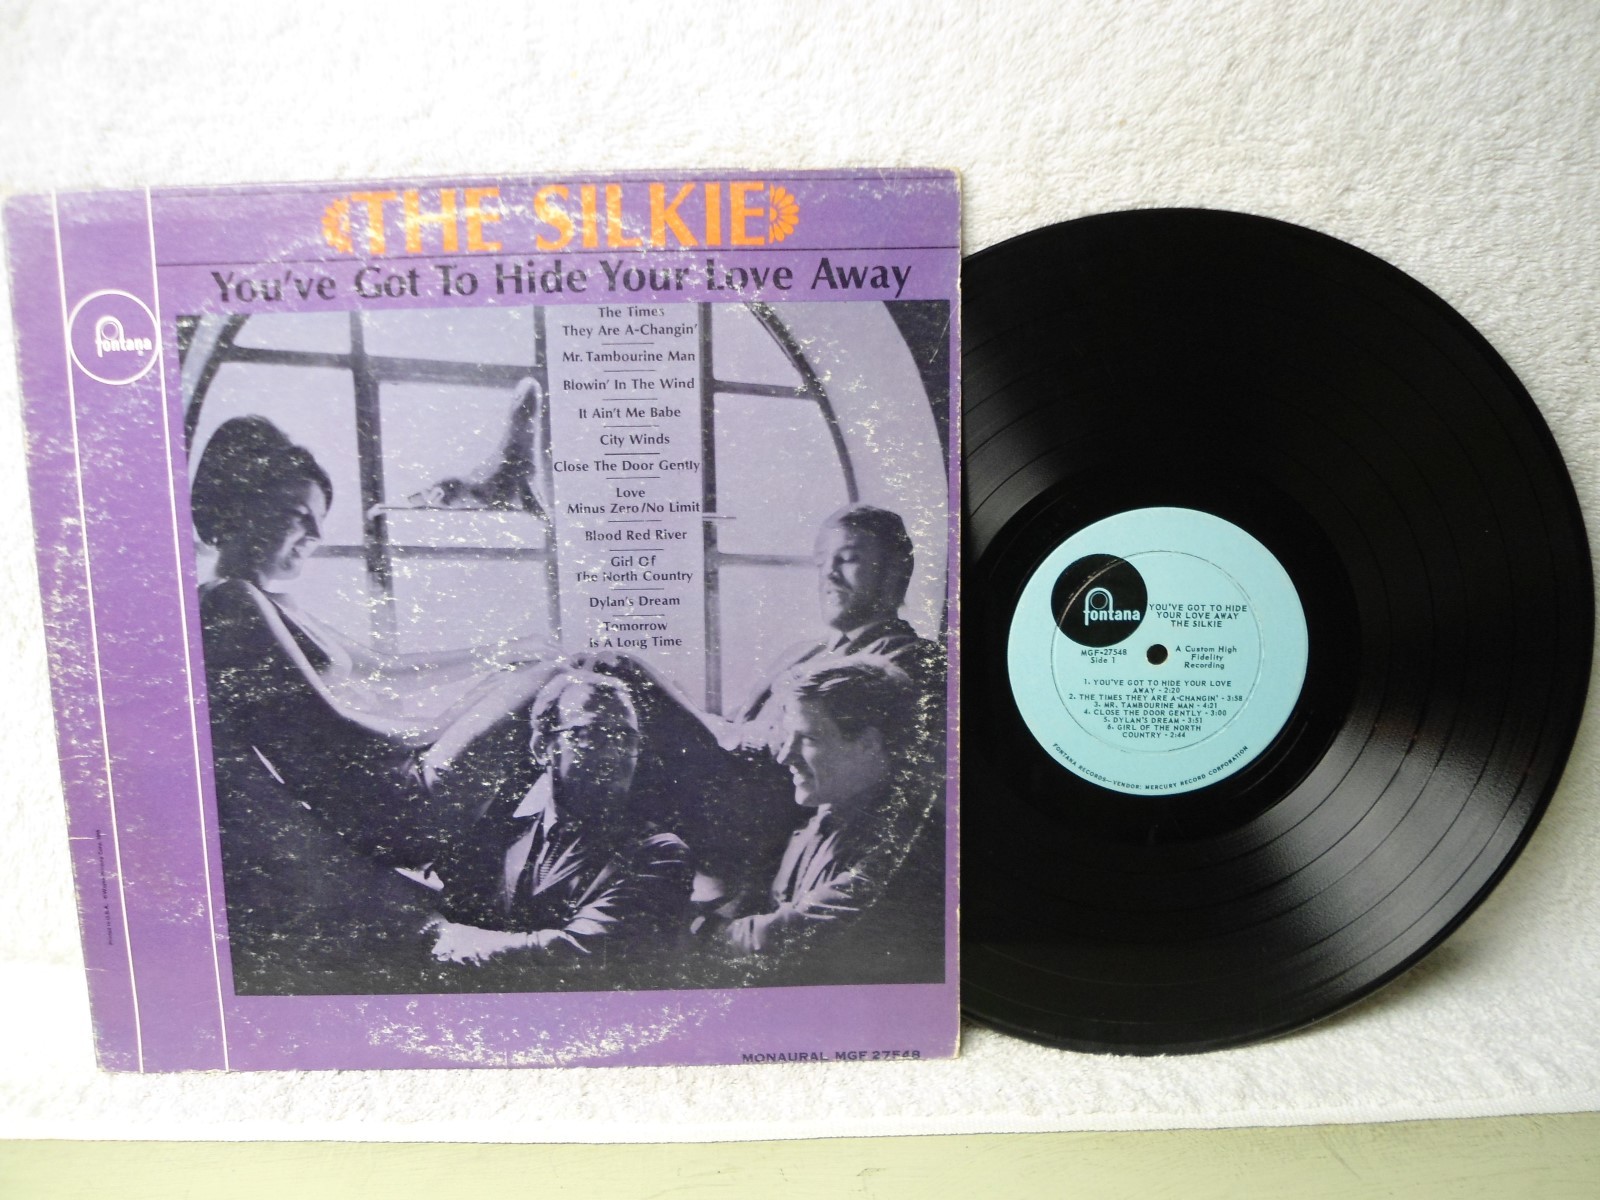 THE SILKIE
You've Got To Hide Your Love Away
fontana
The Times
They Are A-Changin'
Mr. Tambourine Man
Blowin' In The Wind
It Ain't Me Babe
City Winds
Close The Door Gently
Love
Minus Zero/No Limit
Blood Red River
Girl Of
The North Country
Dylan's Dream
Tomorrow
Is A Long Time
MONAURAL MGF 27548
fontana
YOU'VE GOT TO HIDE
YOUR LOVE AWAY
THE SILKIE
MGF-27548
Side 1
A Custom High
Fidelity
Recording
1. YOU'VE GOT TO HIDE YOUR LOVE
AWAY - 2:20
2. THE TIMES THEY ARE A-CHANGIN' - 3:58
3. MR. TAMBOURINE MAN - 4:21
4. CLOSE THE DOOR GENTLY - 3:00
5. DYLAN'S DREAM - 3:51
6. GIRL OF THE NORTH
COUNTRY - 2:44
FONTANA RECORDS—VENDOR: MERCURY RECORD CORPORATION